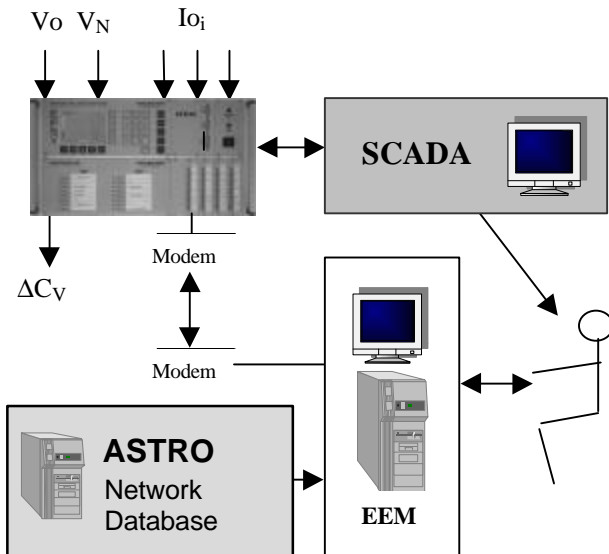 Vo V_N Io_i
SCADA
Modem
ΔC_V
Modem
ASTRO
Network
Database
EEM